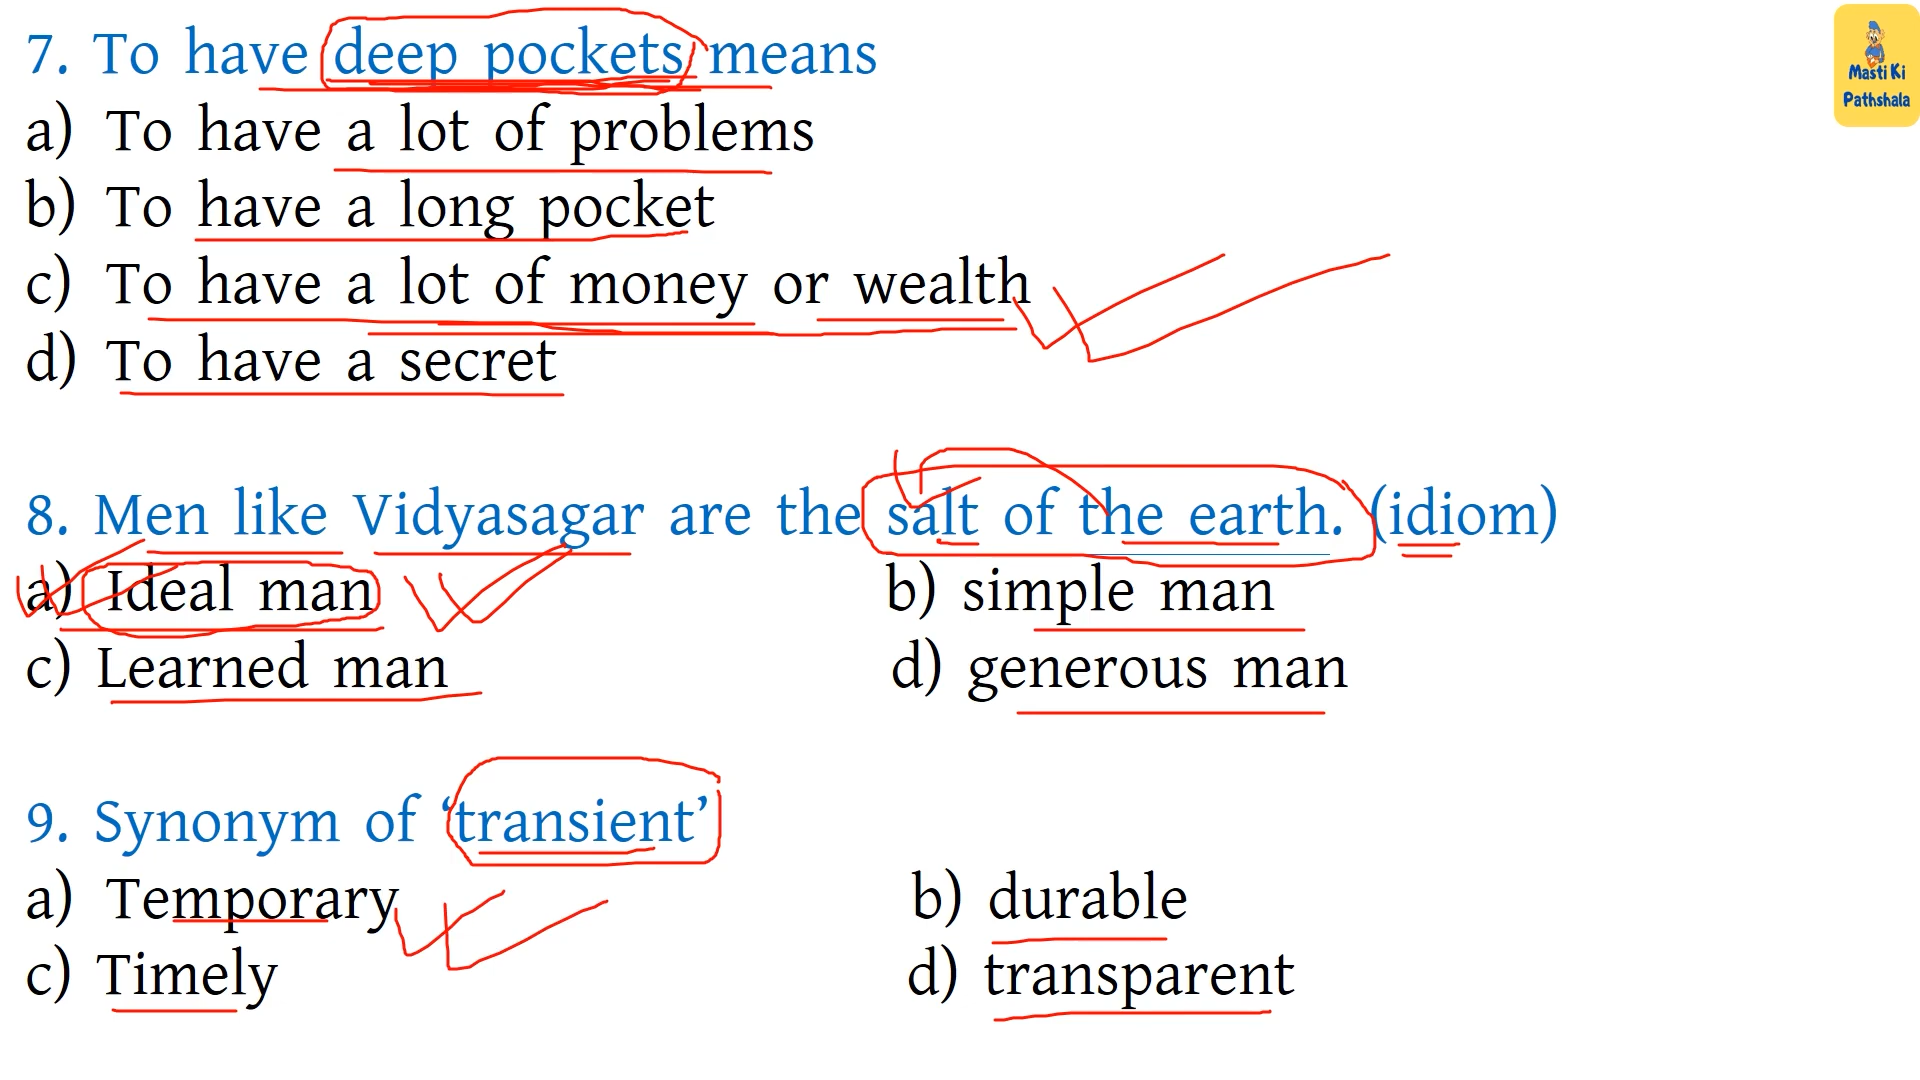 7. To have deep pockets means
Masti Ki
Pathshala
a) To have a lot of problems
b) To have a long pocket
c) To have a lot of money or wealth
d) To have a secret
8. Men like Vidyasagar are the salt of the earth. (idiom)
a) Ideal man b) simple man
c) Learned man d) generous man
9. Synonym of ‘transient’
a) Temporary b) durable
c) Timely d) transparent